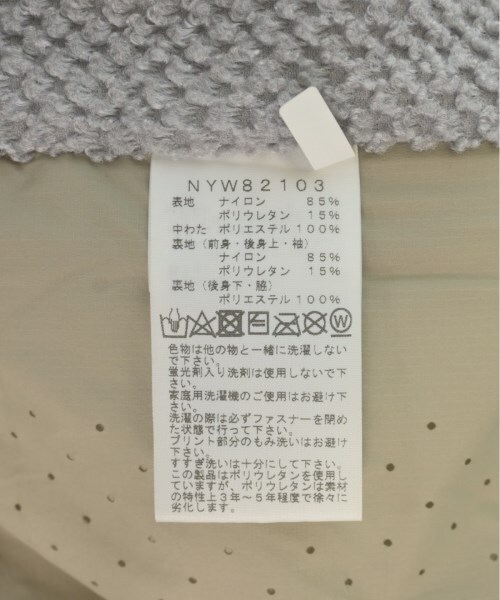 NYW82103
表地 ナイロン 85%
ポリウレタン 15%
中わた ポリエステル 100%
裏地(前身・後身上・袖)
ナイロン 85%
ポリウレタン 15%
裏地(後身下・脇)
ポリエステル 100%
W
色物は他の物と一緒に洗濯しない
で下さい。
蛍光剤入り洗剤は使用しないで下
さい。
家庭用洗濯機のご使用はお避け下
さい。
洗濯の際は必ずファスナーを閉め
た状態で行って下さい。
プリント部分のもみ洗いはお避け
下さい。
すすぎ洗いは十分にして下さい。
この製品はポリウレタンを使用し
ていますが、ポリウレタンは素材
の特性上3年~5年程度で徐々に
劣化します。